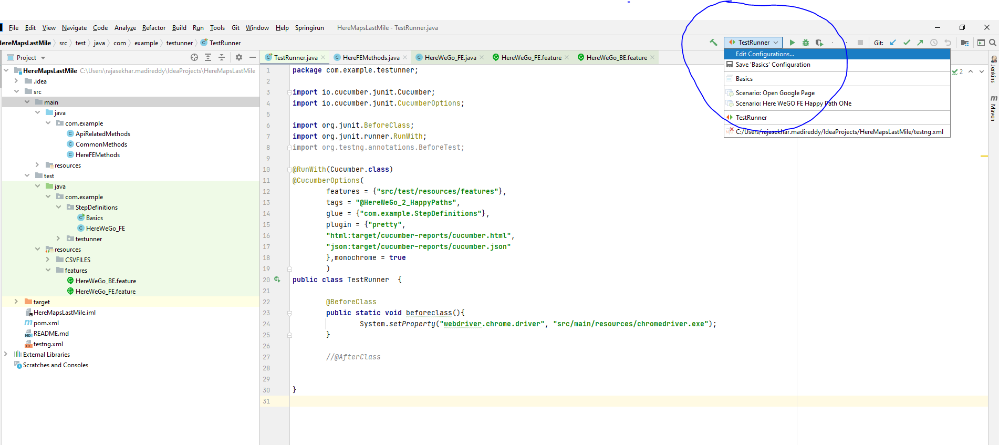 File Edit View Navigate Code Analyze Refactor Build Run Tools Git Window Help Springirun HereMapsLastMile - TestRunner.java
HereMapsLastMile src test java com example testunner TestRunner
TestRunner Git:
Project
TestRunner.java HereFEMethods.java HereWeGo_FE.java HereWeGo_FE.feature HereWeGo_BE.feature
Edit Configurations...
Save 'Basics' Configuration
Basics
Scenario: Open Google Page
Scenario: Here WeGO FE Happy Path ONe
TestRunner
C:/Users/rajasekhar.madireddy/IdeaProjects/HereMapsLastMile/testng.xml
2
Jenkins
Maven
HereMapsLastMile C:\Users\rajasekhar.madireddy\IdeaProjects\HereMapsLastMile
.idea
src
main
java
com.example
ApiRelatedMethods
CommonMethods
HereFEMethods
resources
test
java
com.example
StepDefinitions
Basics
HereWeGo_FE
testunner
resources
CSVFILES
features
HereWeGo_BE.feature
HereWeGo_FE.feature
target
HereMapsLastMile.iml
pom.xml
README.md
testng.xml
External Libraries
Scratches and Consoles
1 package com.example.testunner;
2
3 import io.cucumber.junit.Cucumber;
4 import io.cucumber.junit.CucumberOptions;
5
6 import org.junit.BeforeClass;
7 import org.junit.runner.RunWith;
8 import org.testng.annotations.BeforeTest;
9
10 @RunWith(Cucumber.class)
11 @CucumberOptions(
12 features = {"src/test/resources/features"},
13 tags = "@HereWeGo_2_HappyPaths",
14 glue = {"com.example.StepDefinitions"},
15 plugin = {"pretty",
16 "html:target/cucumber-reports/cucumber.html",
17 "json:target/cucumber-reports/cucumber.json"
18 },monochrome = true
19 )
20 public class TestRunner {
21
22 @BeforeClass
23 public static void beforeclass(){
24 System.setProperty("webdriver.chrome.driver", "src/main/resources/chromedriver.exe");
25 }
26
27 //@AfterClass
28
29
30 }
31